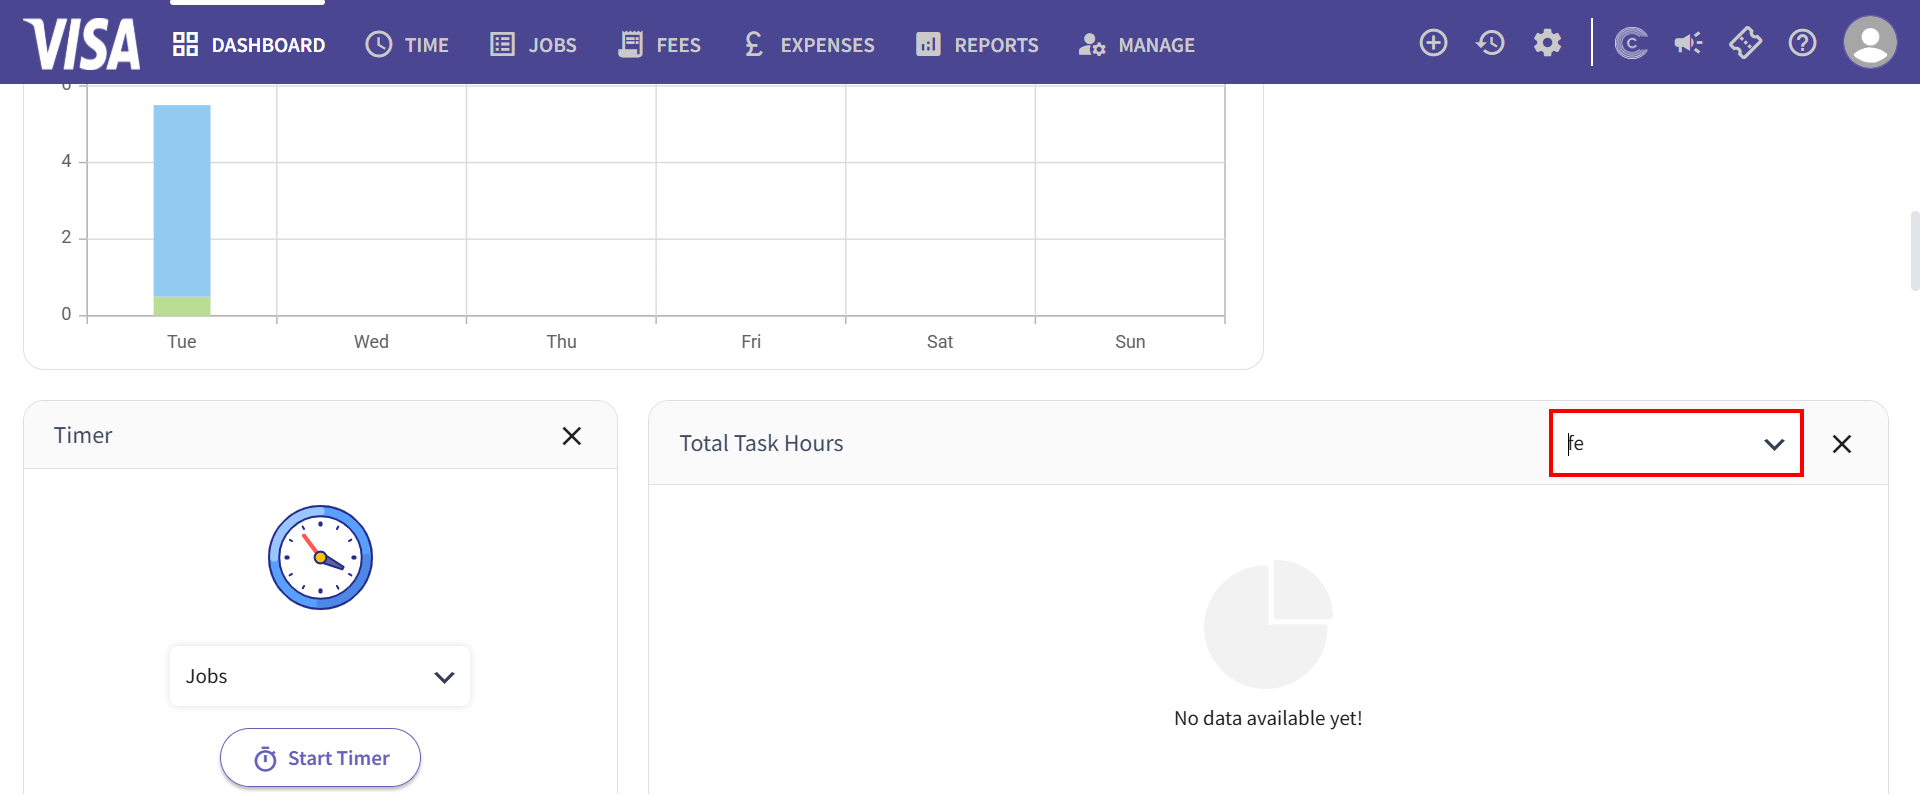 VISA
DASHBOARD
TIME
JOBS
FEES
EXPENSES
REPORTS
MANAGE
6
4
2
0
Tue Wed Thu Fri Sat Sun
Timer
Jobs
Start Timer
Total Task Hours
fe
No data available yet!